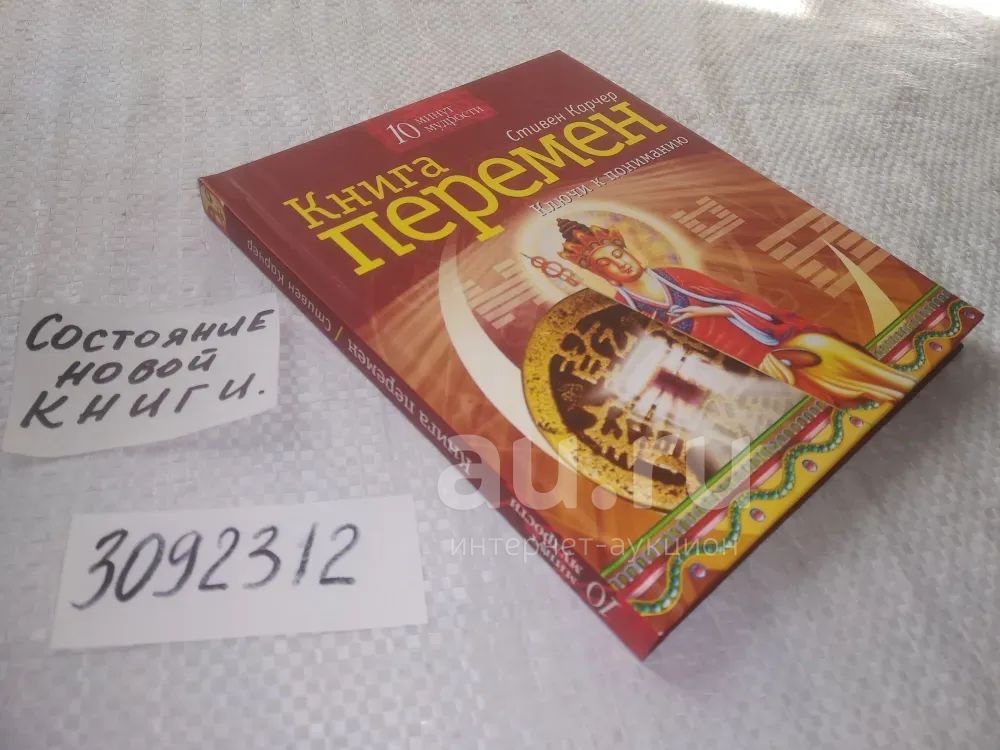 10 минут
мудрости
Стивен Карчер
Книга
перемен
Ключи к пониманию
Книга перемен / Стивен Карчер
10 минут
мудрости
СОСТОЯНИЕ
НОВОЙ
КНИГИ.
3092312
au.ru
интернет-аукцион